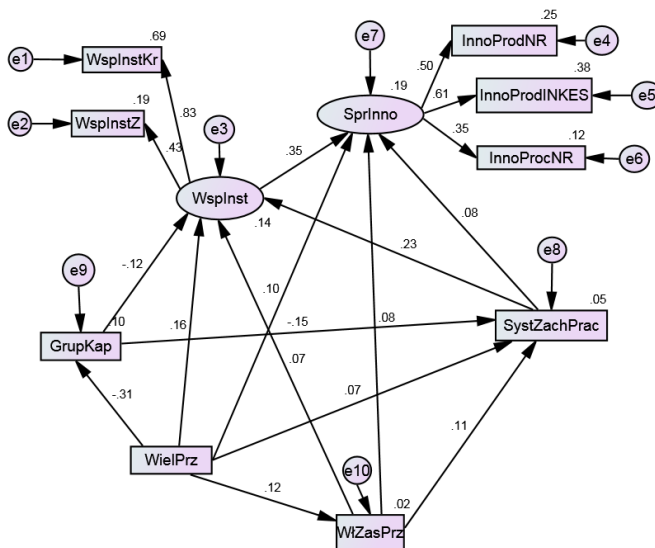 .69
e7
.25
e1
WspInstKr
InnoProdNR
e4
.50
.38
.19
.83
.19
.61
InnoProdINKES
e5
e2
WspInstZ
e3
SprInno
.43
.35
.12
.35
InnoProcNR
e6
WspInst
.14
.08
.23
e8
e9
-.12
.10
.05
.10
.16
-.15
.08
SystZachPrac
GrupKap
.07
.07
-.31
.11
WielPrz
e10
.12
.02
WłZasPrz